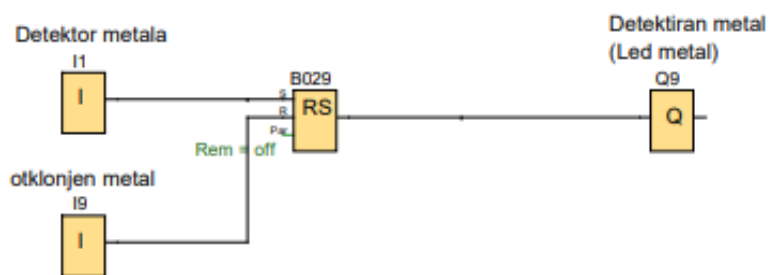 Detektor metala
I1
I
otklonjen metal
I9
I
B029
S
R
Par
RS
Rem = off
Detektiran metal
(Led metal)
Q9
Q